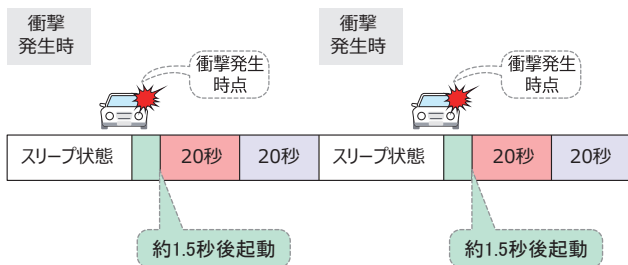 衝撃
発生時
衝撃
発生時
衝撃発生
時点
衝撃発生
時点
スリープ状態 20秒 20秒 スリープ状態 20秒 20秒
約1.5秒後起動
約1.5秒後起動